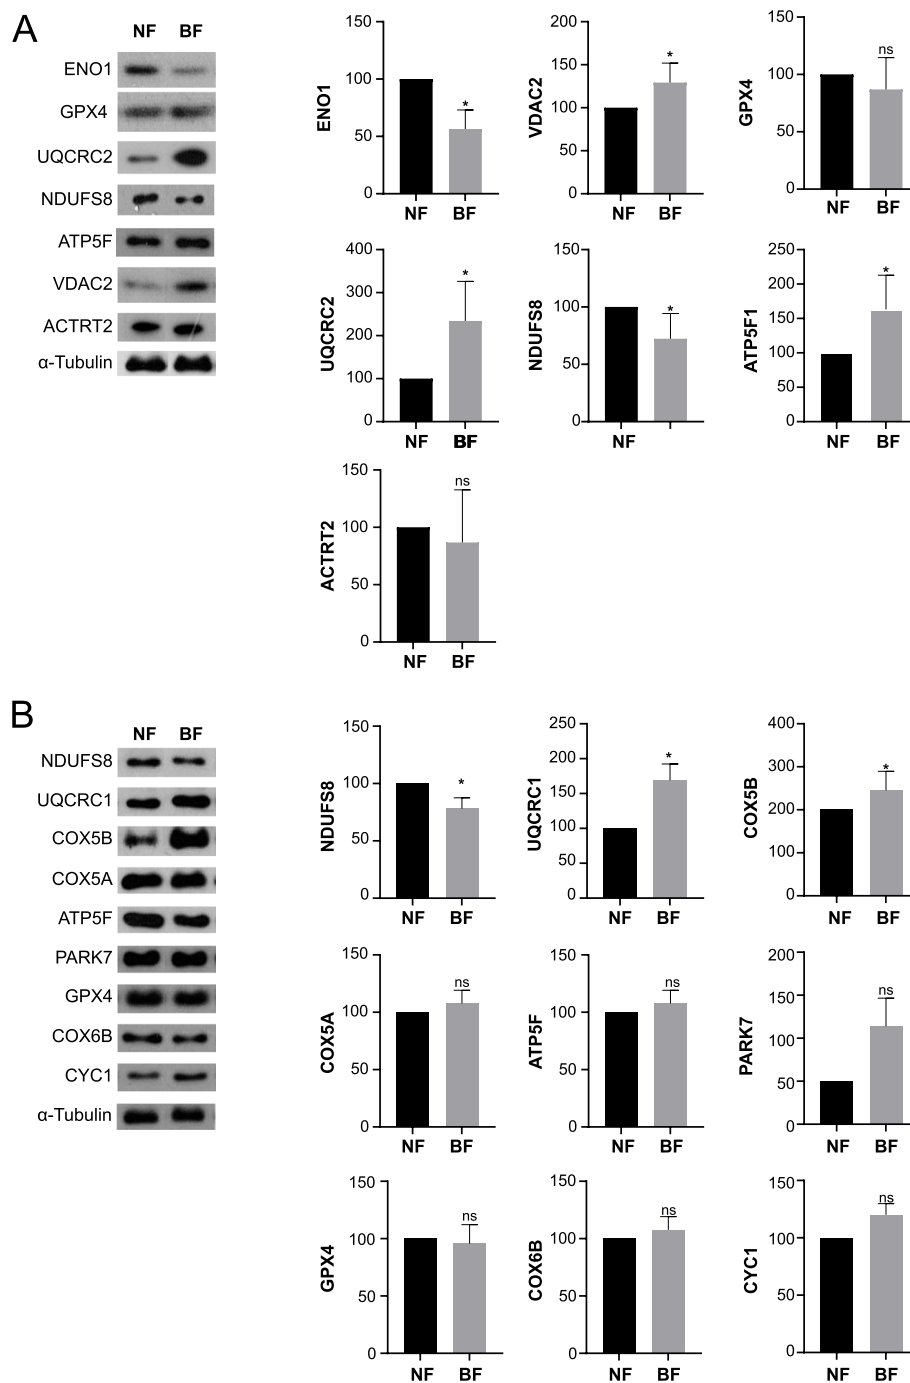 A
NF BF
ENO1
GPX4
UQCRC2
NDUFS8
ATP5F
VDAC2
ACTRT2
α-Tubulin
ENO1
150
100
50
0
*
NF BF
VDAC2
200
150
100
50
0
*
NF BF
GPX4
150
100
50
0
ns
NF BF
UQCRC2
400
300
200
100
0
*
NF BF
NDUFS8
150
100
50
0
*
NF
ATP5F1
250
200
150
100
50
0
*
NF BF
ACTRT2
150
100
50
0
ns
NF BF
B
NF BF
NDUFS8
UQCRC1
COX5B
COX5A
ATP5F
PARK7
GPX4
COX6B
CYC1
α-Tubulin
NDUFS8
150
100
50
0
*
NF BF
UQCRC1
250
200
150
100
50
0
*
NF BF
COX5B
400
300
200
100
0
*
NF BF
COX5A
150
100
50
0
ns
NF BF
ATP5F
150
100
50
0
ns
NF BF
PARK7
200
150
100
50
0
ns
NF BF
GPX4
150
100
50
0
ns
NF BF
COX6B
150
100
50
0
ns
NF BF
CYC1
150
100
50
0
ns
NF BF